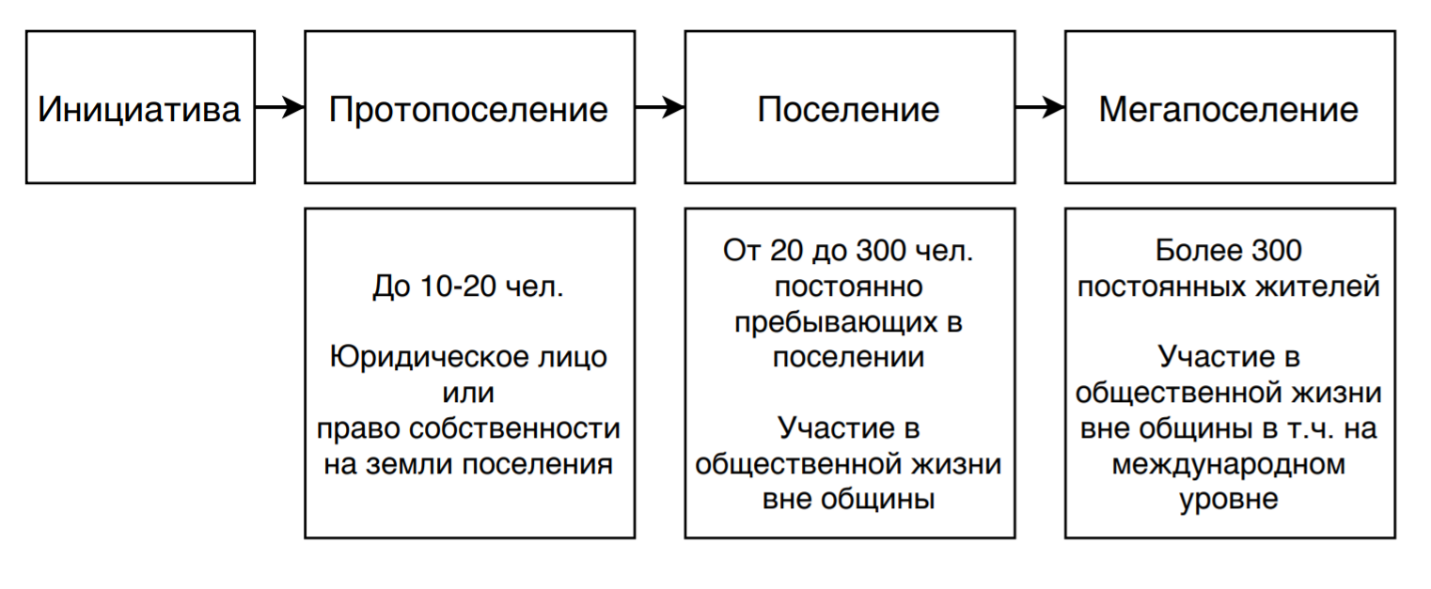 Инициатива
Протопоселение
Поселение
Мегапоселение
До 10-20 чел.
Юридическое лицо
или
право собственности
на земли поселения
От 20 до 300 чел.
постоянно
пребывающих в
поселении
Участие в
общественной жизни
вне общины
Более 300
постоянных жителей
Участие в
общественной жизни
вне общины в т.ч. на
международном
уровне